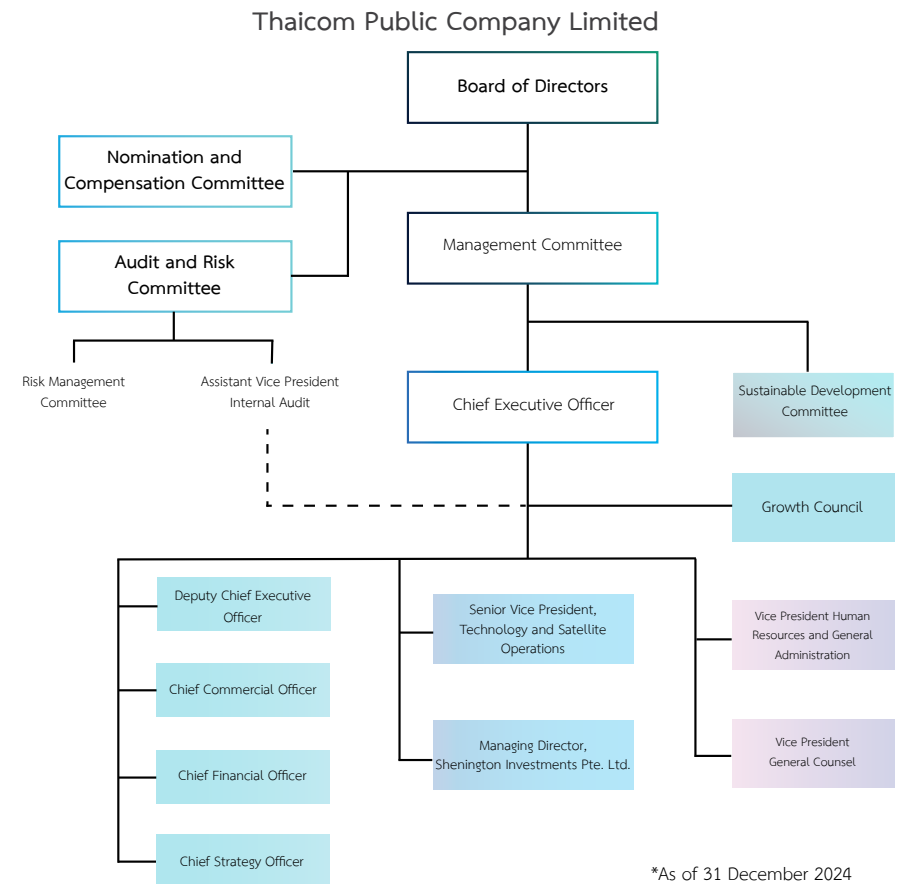 Thaicom Public Company Limited
Board of Directors
Nomination and
Compensation Committee
Management Committee
Audit and Risk
Committee
Risk Management
Committee
Assistant Vice President
Internal Audit
Chief Executive Officer
Sustainable Development
Committee
Growth Council
Deputy Chief Executive
Officer
Chief Commercial Officer
Chief Financial Officer
Chief Strategy Officer
Senior Vice President,
Technology and Satellite
Operations
Managing Director,
Shenington Investments Pte. Ltd.
Vice President Human
Resources and General
Administration
Vice President
General Counsel
*As of 31 December 2024